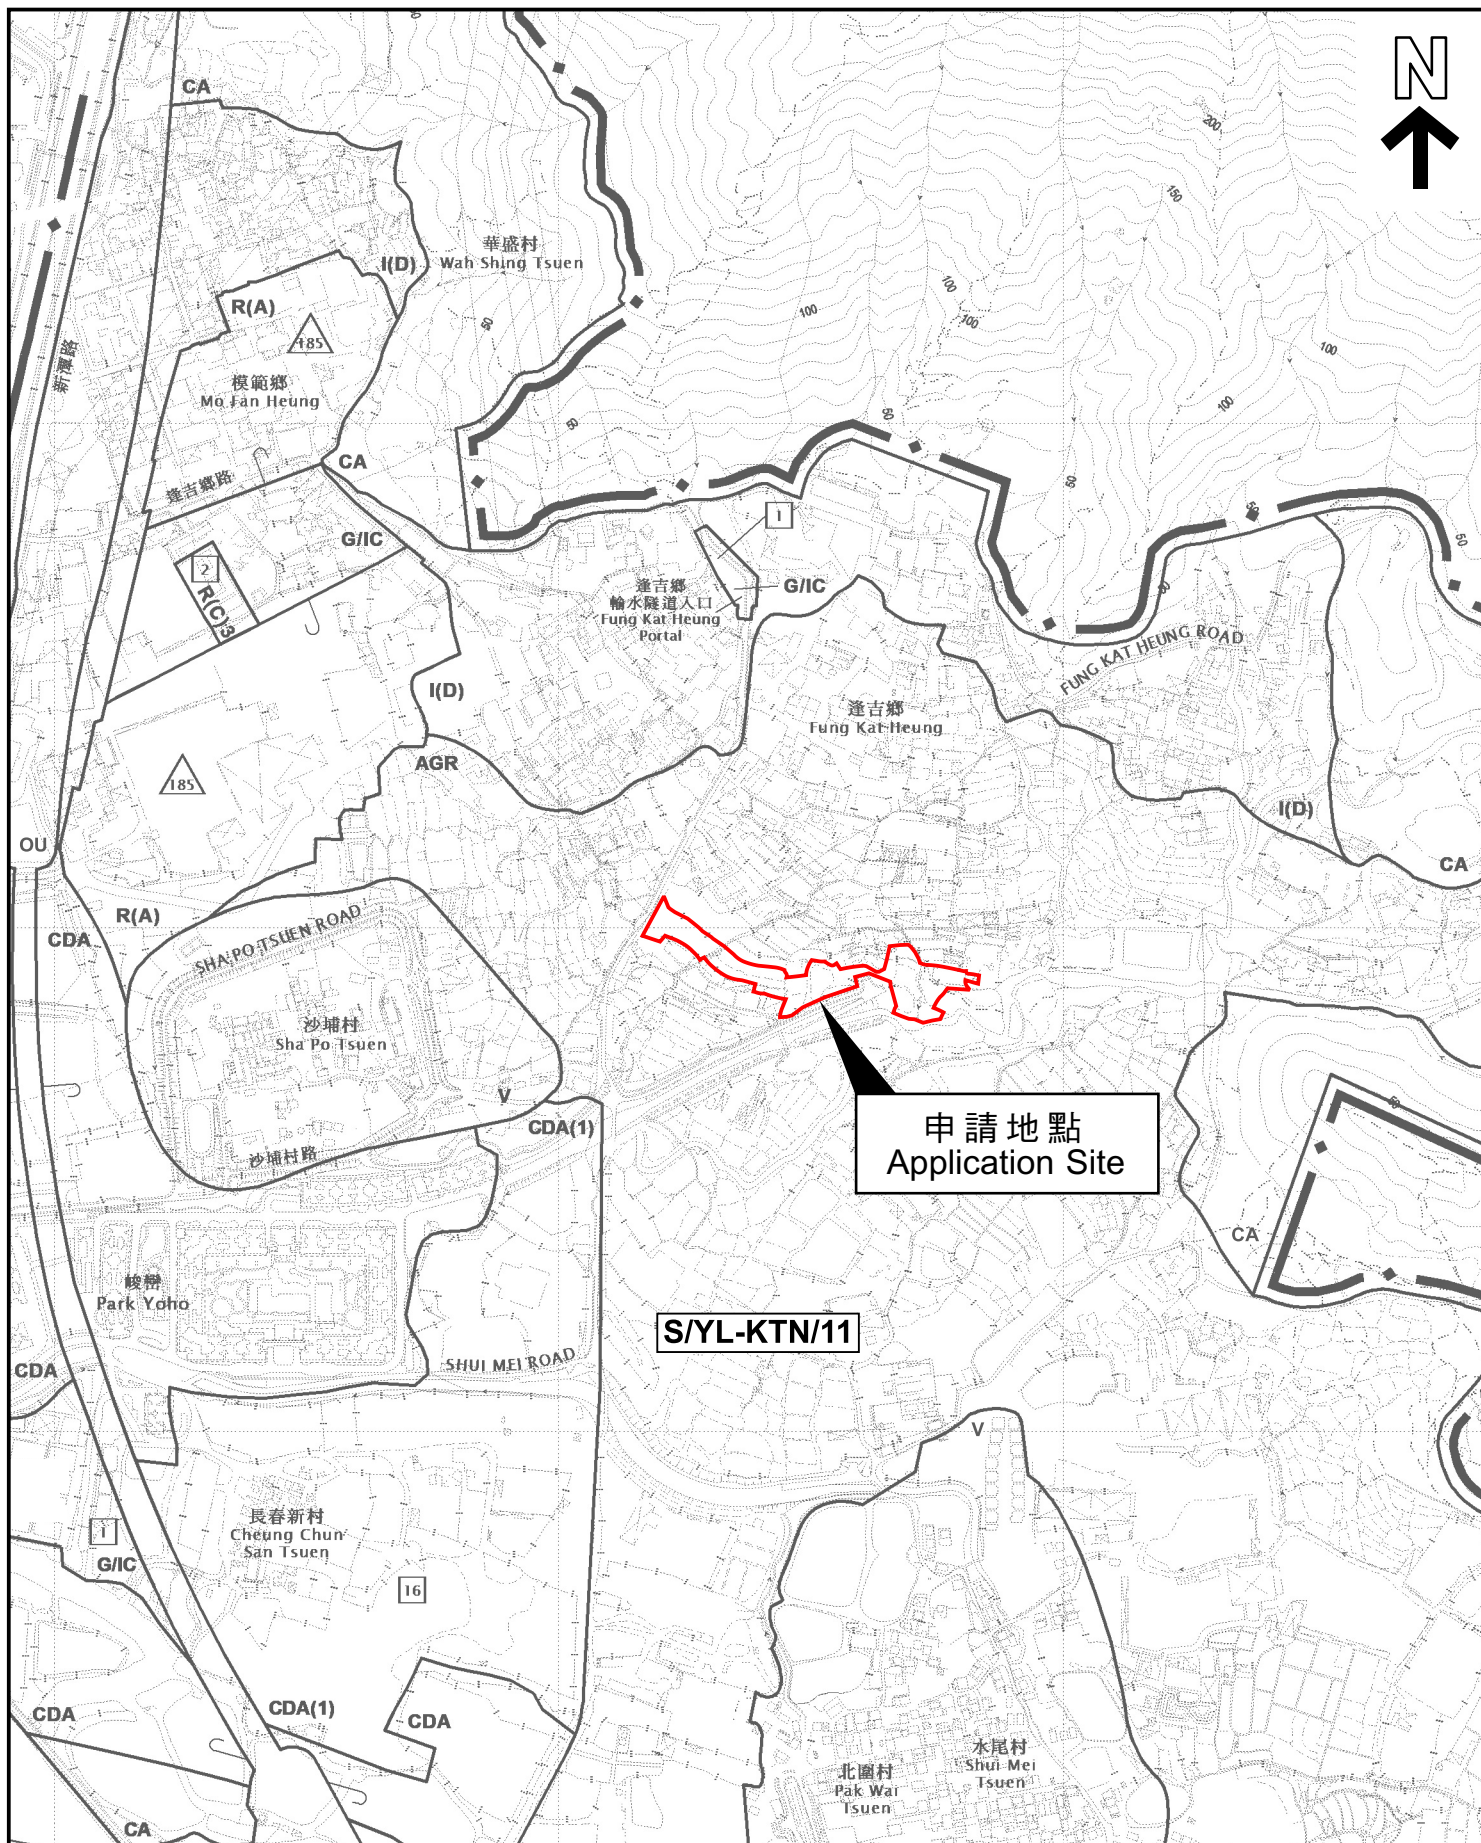 N
CA
200
150
華盛村
Wah Shing Tsuen
I(D)
100
100
100
R(A)
185
50
100
新潭路
模範鄉
Mo Fan Heung
100
50
50
CA
逢吉鄉路
50
50
1
G/IC
50
2
R(C)3
逢吉鄉
輸水隧道入口
Fung Kat Heung
Portal
G/IC
50
FUNG KAT HEUNG ROAD
I(D)
逢吉鄉
Fung Kat Heung
AGR
185
I(D)
OU
CA
R(A)
CDA
SHA PO TSUEN ROAD
沙埔村
Sha Po Tsuen
V
CDA(1)
50
申請地點
Application Site
沙埔村路
CA
峻巒
Park Yoho
S/YL-KTN/11
SHUI MEI ROAD
CDA
V
長春新村
Cheung Chun
San Tsuen
1
G/IC
16
CDA(1)
CDA
CDA
水尾村
Shui Mei
Tsuen
北圍村
Pak Wai
Tsuen
CA